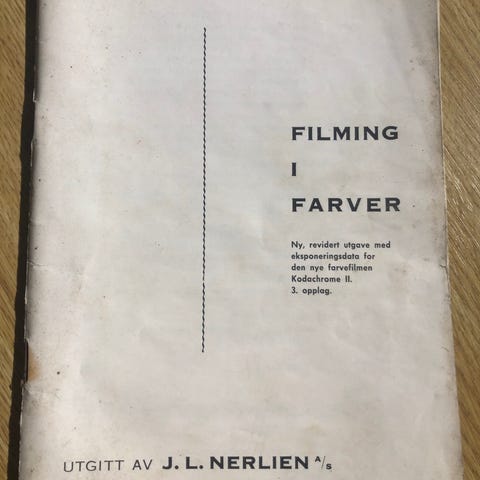 FILMING
I
FARVER
Ny, revidert utgave med
eksponeringsdata for
den nye farvefilmen
Kodachrome II.
3. opplag.
UTGITT AV J. L. NERLIEN A/s